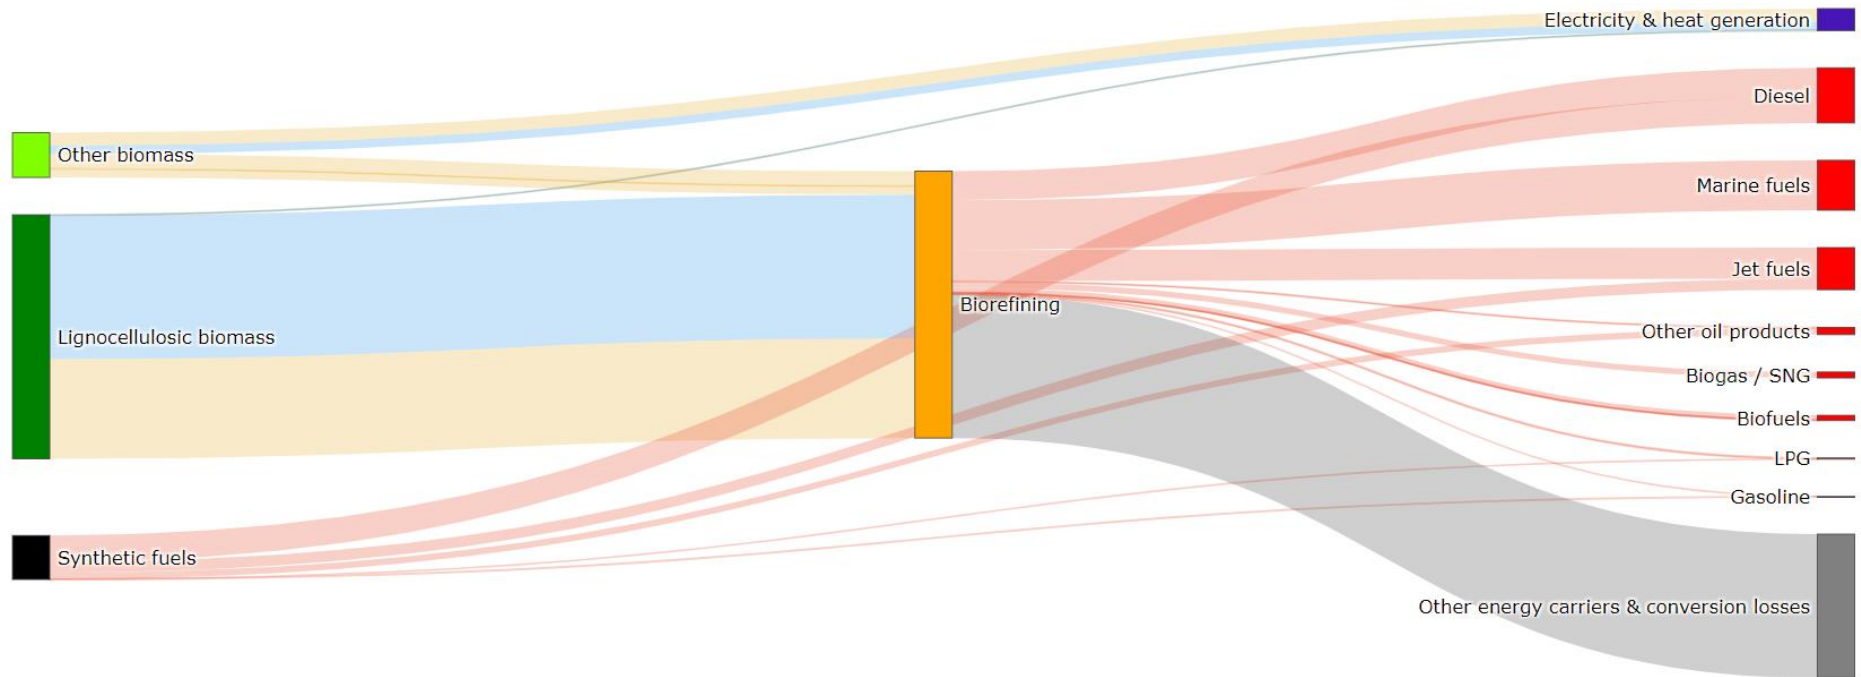 Electricity & heat generation
Diesel
Other biomass
Marine fuels
Jet fuels
Biorefining
Other oil products
Lignocellulosic biomass
Biogas / SNG
Biofuels
LPG
Gasoline
Synthetic fuels
Other energy carriers & conversion losses